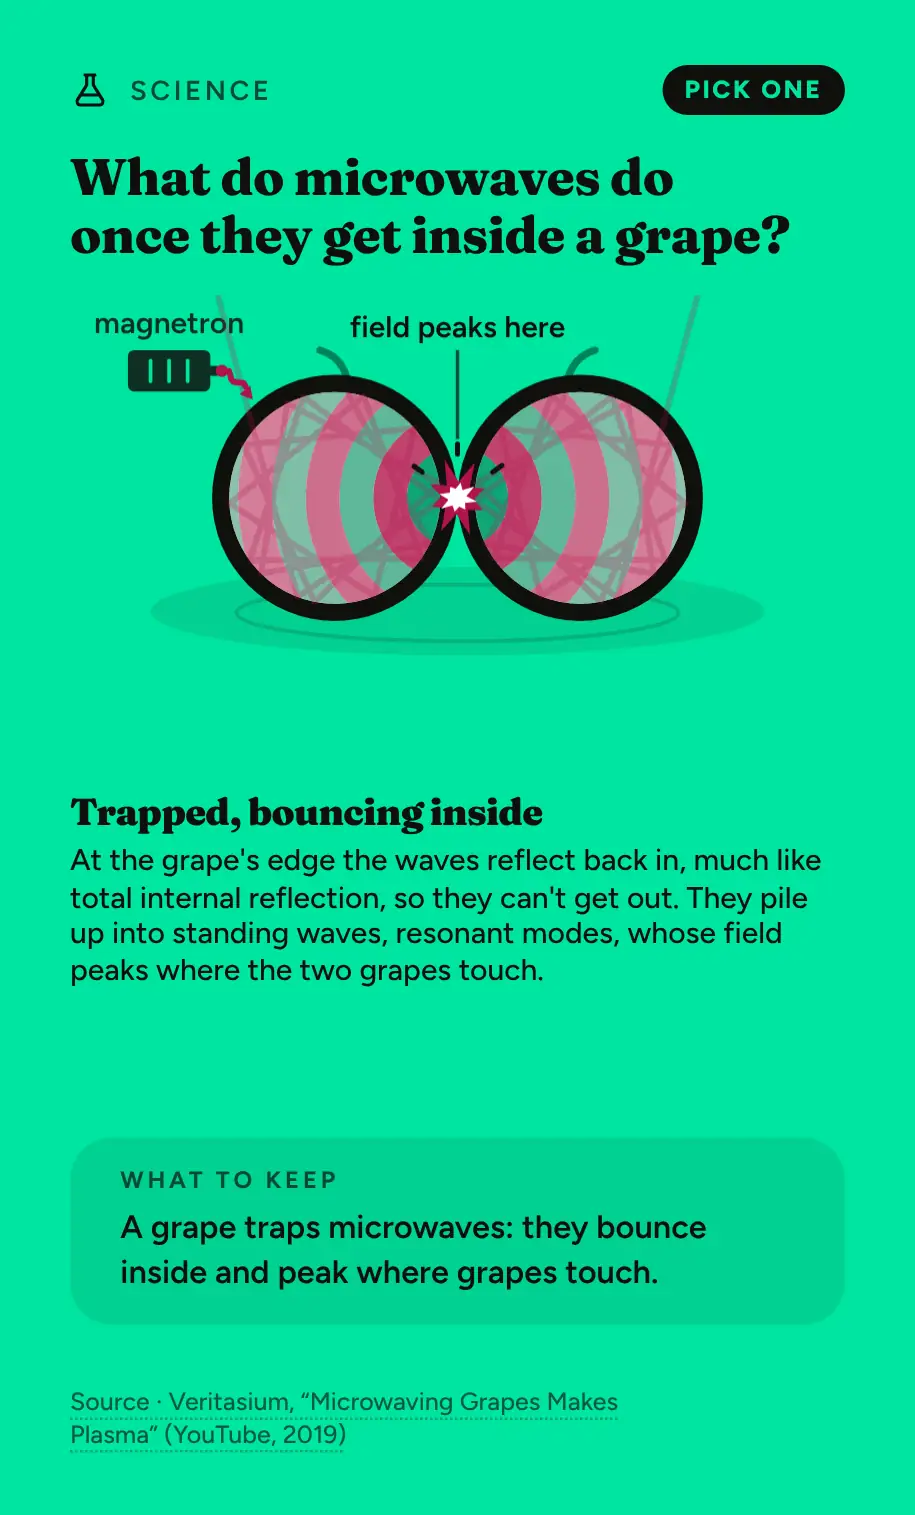 SCIENCE
PICK ONE
What do microwaves do
once they get inside a grape?
magnetron
field peaks here
Trapped, bouncing inside
At the grape's edge the waves reflect back in, much like
total internal reflection, so they can't get out. They pile
up into standing waves, resonant modes, whose field
peaks where the two grapes touch.
WHAT TO KEEP
A grape traps microwaves: they bounce
inside and peak where grapes touch.
Source · Veritasium, “Microwaving Grapes Makes
Plasma” (YouTube, 2019)